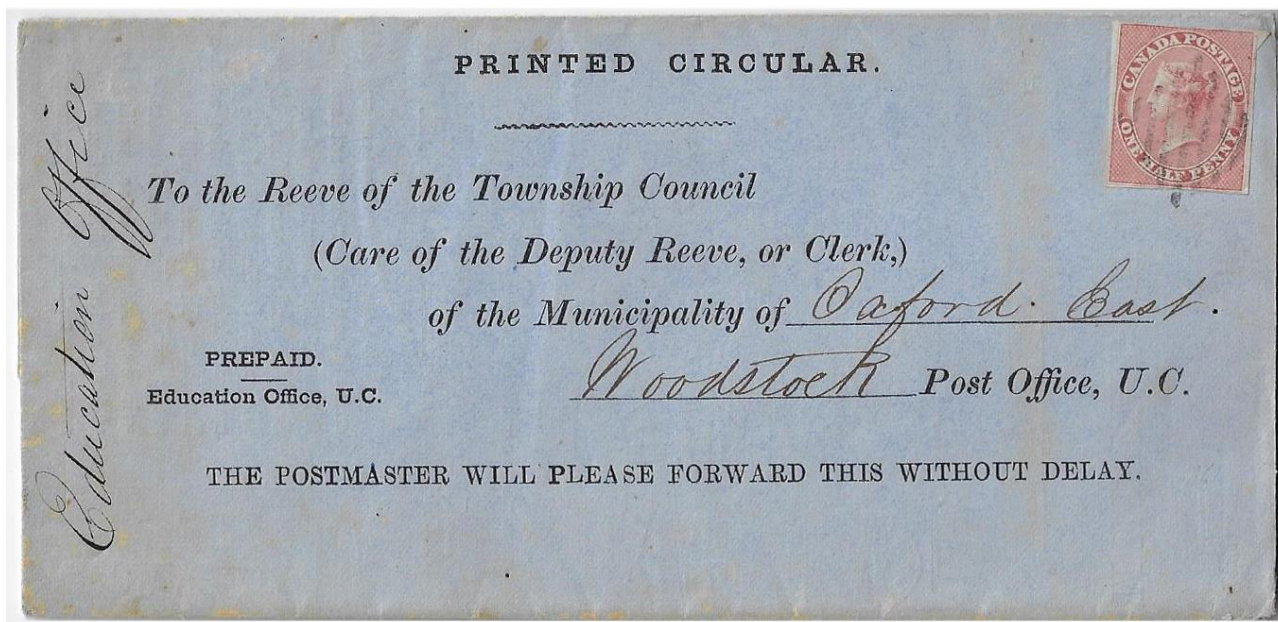 PRINTED CIRCULAR.
CANADA POSTAGE
ONE HALF PENNY
To the Reeve of the Township Council
(Care of the Deputy Reeve, or Clerk,)
of the Municipality of Oxford East.
PREPAID.
Education Office, U.C.
Woodstock Post Office, U.C.
THE POSTMASTER WILL PLEASE FORWARD THIS WITHOUT DELAY.
Education Office